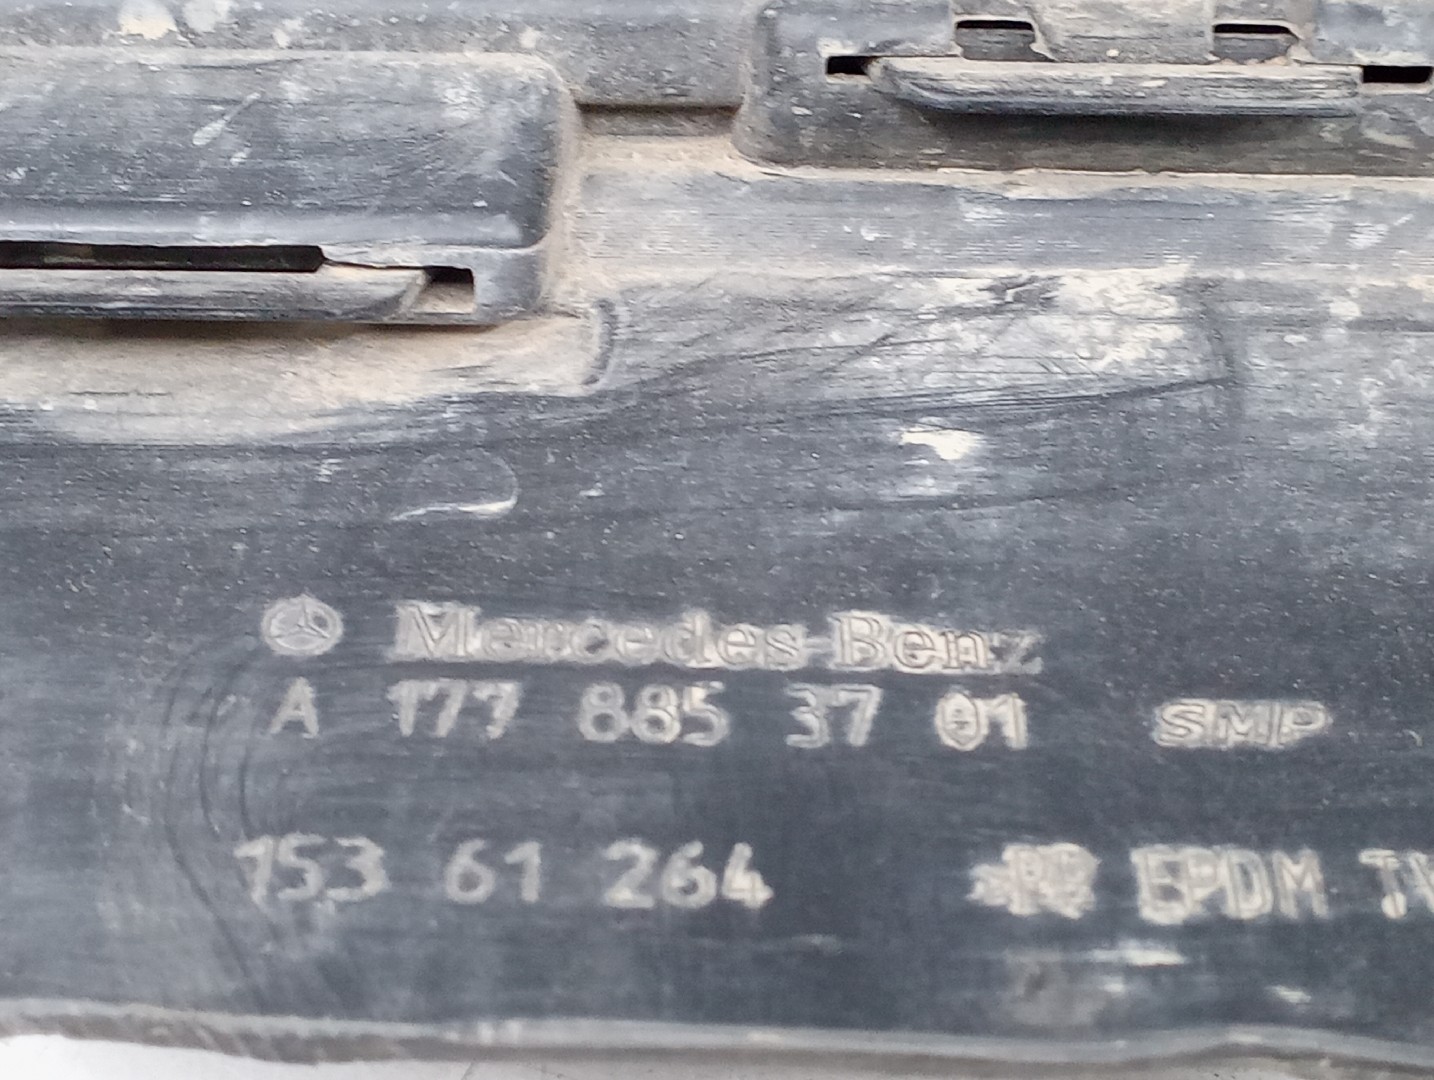 Mercedes-Benz
A 177 885 37 01 SMP
153 61 264 EPDM